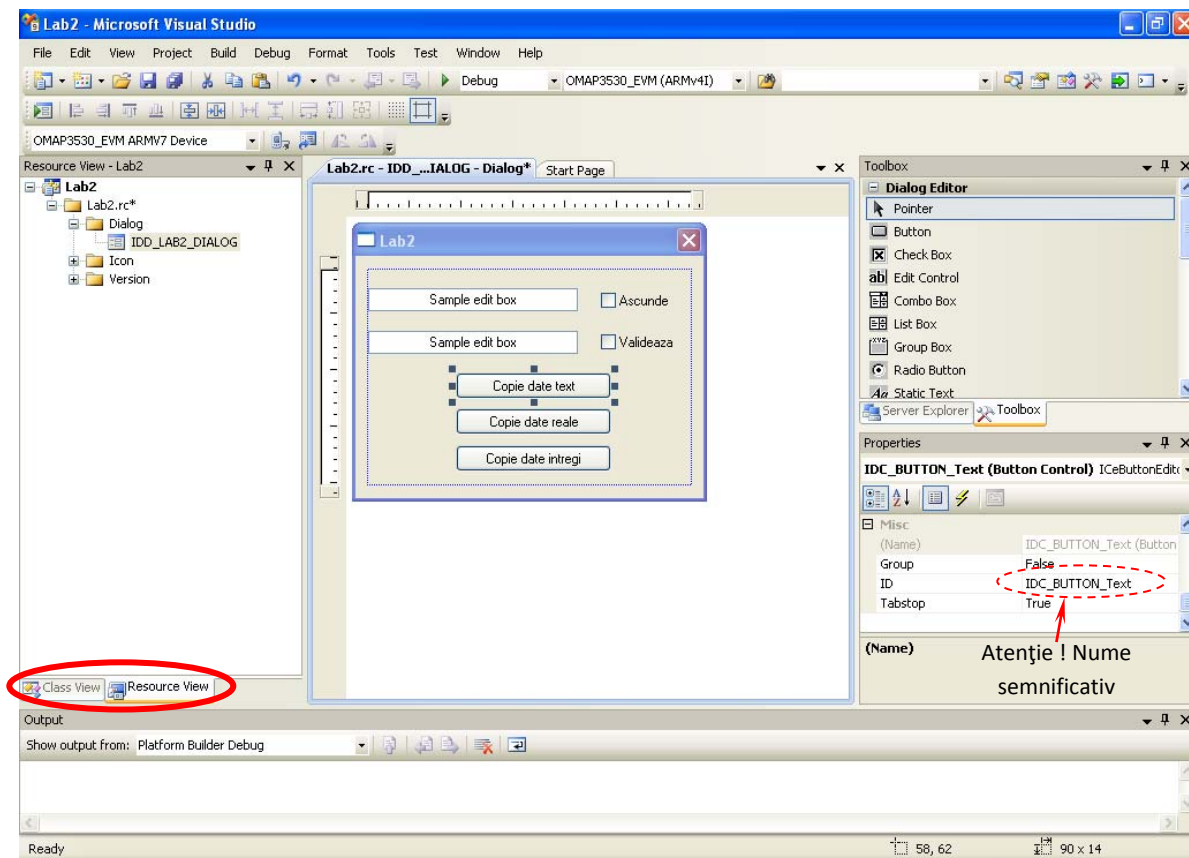 Lab2 - Microsoft Visual Studio
File Edit View Project Build Debug Format Tools Test Window Help
Debug OMAP3530_EVM (ARMv4I)
OMAP3530_EVM ARMV7 Device
Resource View - Lab2
Lab2
Lab2.rc*
Dialog
IDD_LAB2_DIALOG
Icon
Version
Class View Resource View
Lab2.rc - IDD_...IALOG - Dialog* Start Page
Lab2
Sample edit box Ascunde
Sample edit box Valideaza
Copie date text
Copie date reale
Copie date intregi
Toolbox
Dialog Editor
Pointer
Button
Check Box
ab| Edit Control
Combo Box
List Box
Group Box
Radio Button
Aa Static Text
Server Explorer Toolbox
Properties
IDC_BUTTON_Text (Button Control) ICeButtonEdit
Misc
(Name) IDC_BUTTON_Text (Button
Group False
ID IDC_BUTTON_Text
Tabstop True
(Name)
Atenţie ! Nume
semnificativ
Output
Show output from: Platform Builder Debug
Ready 58, 62 90 x 14